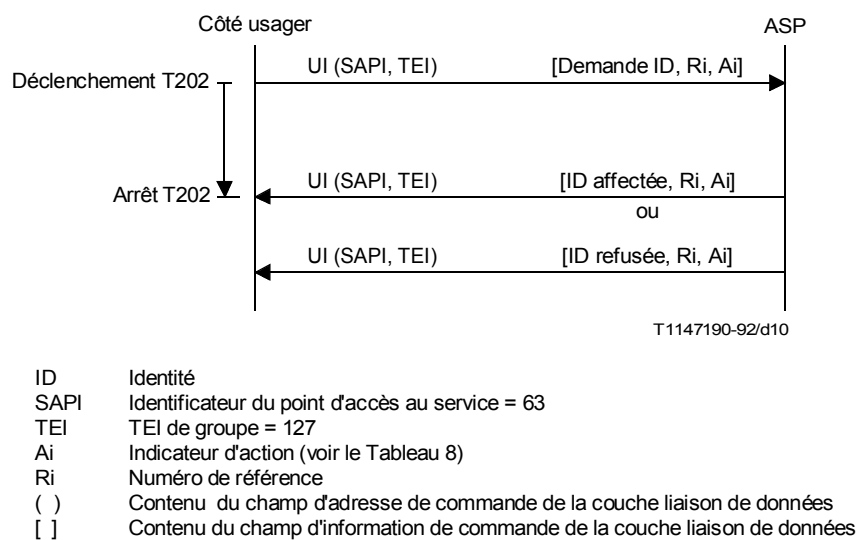 Côté usager ASP
UI (SAPI, TEI) [Demande ID, Ri, Ai]
Déclenchement T202
UI (SAPI, TEI) [ID affectée, Ri, Ai]
Arrêt T202
ou
UI (SAPI, TEI) [ID refusée, Ri, Ai]
T1147190-92/d10
ID Identité
SAPI Identificateur du point d'accès au service = 63
TEI TEI de groupe = 127
Ai Indicateur d'action (voir le Tableau 8)
Ri Numéro de référence
( ) Contenu du champ d'adresse de commande de la couche liaison de données
[ ] Contenu du champ d'information de commande de la couche liaison de données